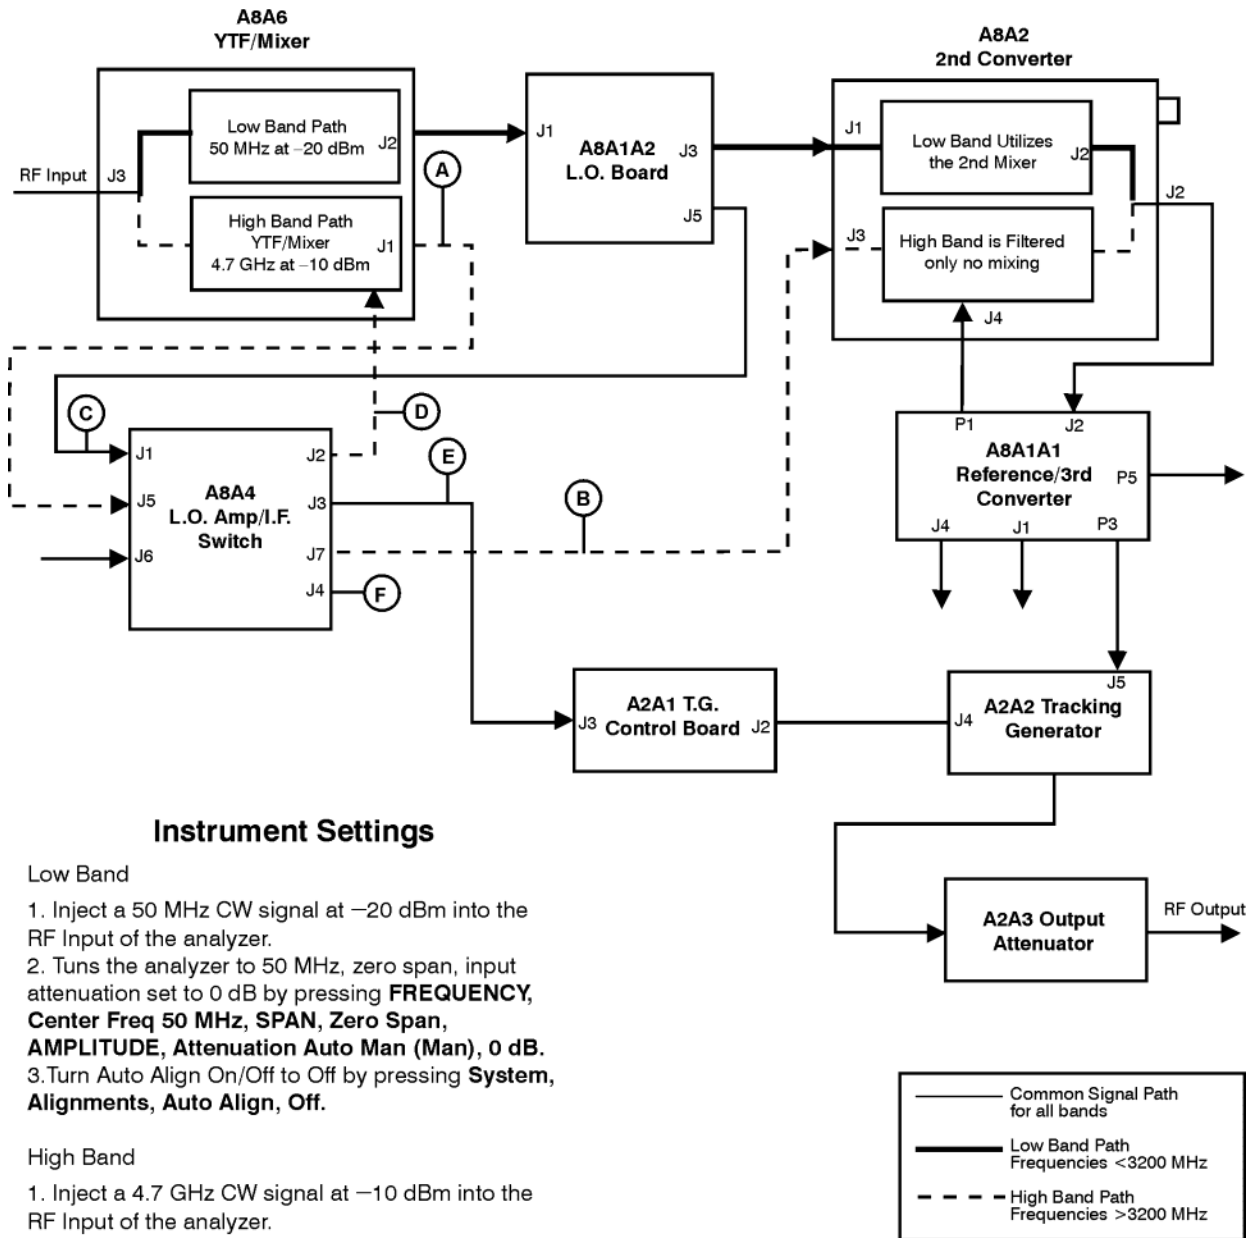 A8A6
YTF/Mixer
A8A2
2nd Converter
Low Band Path
50 MHz at –20 dBm
J2
J1
A8A1A2
L.O. Board
J3
J5
J1
Low Band Utilizes
the 2nd Mixer
J2
RF Input
J3
A
J2
High Band Path
YTF/Mixer
4.7 GHz at –10 dBm
J1
J3
High Band is Filtered
only no mixing
J4
C
D
P1
J2
A8A1A1
Reference/3rd
Converter
P5
J4
J1
P3
J1
J5
J6
A8A4
L.O. Amp/I.F.
Switch
J2
J3
J7
J4
E
B
F
J3
A2A1 T.G.
Control Board
J2
J5
J4
A2A2 Tracking
Generator
A2A3 Output
Attenuator
RF Output
Instrument Settings
Low Band
1. Inject a 50 MHz CW signal at –20 dBm into the
RF Input of the analyzer.
2. Tuns the analyzer to 50 MHz, zero span, input
attenuation set to 0 dB by pressing FREQUENCY,
Center Freq 50 MHz, SPAN, Zero Span,
AMPLITUDE, Attenuation Auto Man (Man), 0 dB.
3.Turn Auto Align On/Off to Off by pressing System,
Alignments, Auto Align, Off.
High Band
1. Inject a 4.7 GHz CW signal at –10 dBm into the
RF Input of the analyzer.
Common Signal Path
for all bands
Low Band Path
Frequencies <3200 MHz
High Band Path
Frequencies >3200 MHz